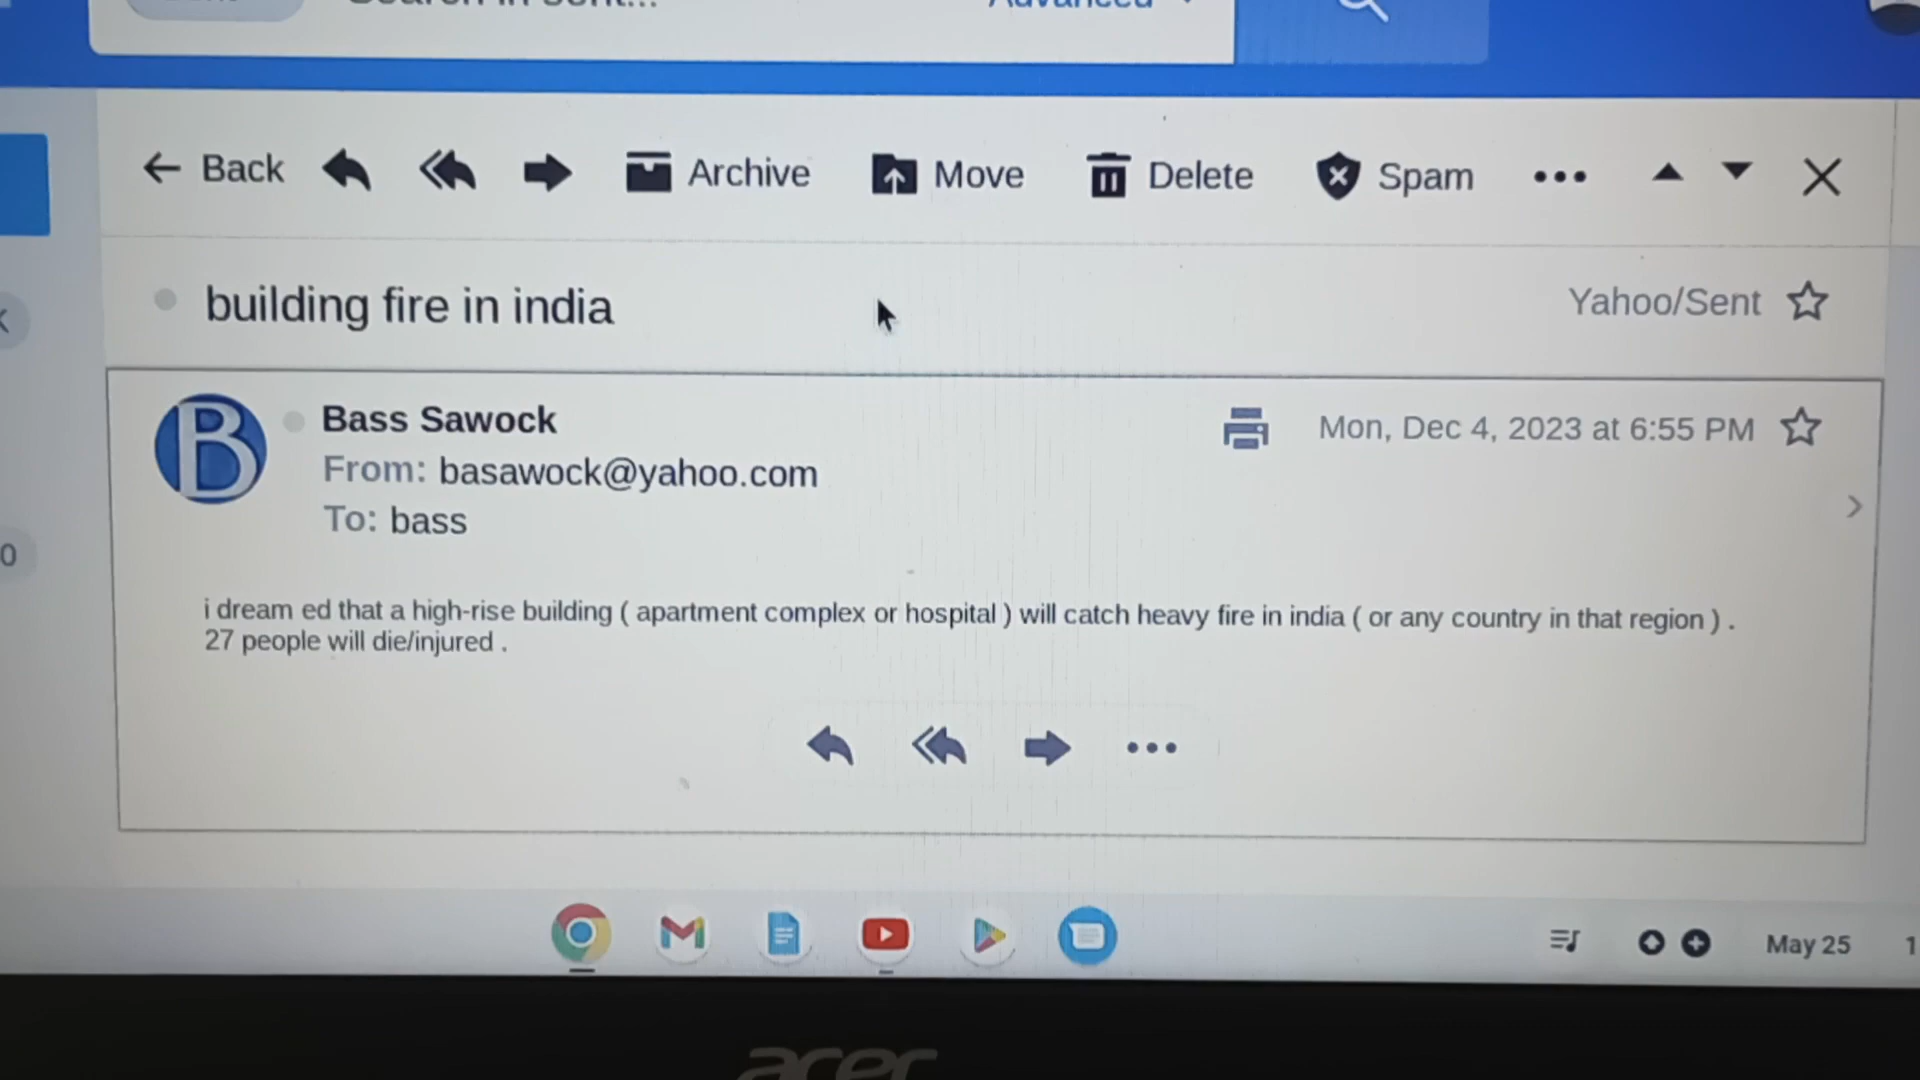 Back Archive Move Delete Spam
building fire in india Yahoo/Sent
B Bass Sawock Mon, Dec 4, 2023 at 6:55 PM
From: basawock@yahoo.com
To: bass
0
i dream ed that a high-rise building ( apartment complex or hospital ) will catch heavy fire in india ( or any country in that region ) .
27 people will die/injured .
May 25
acer